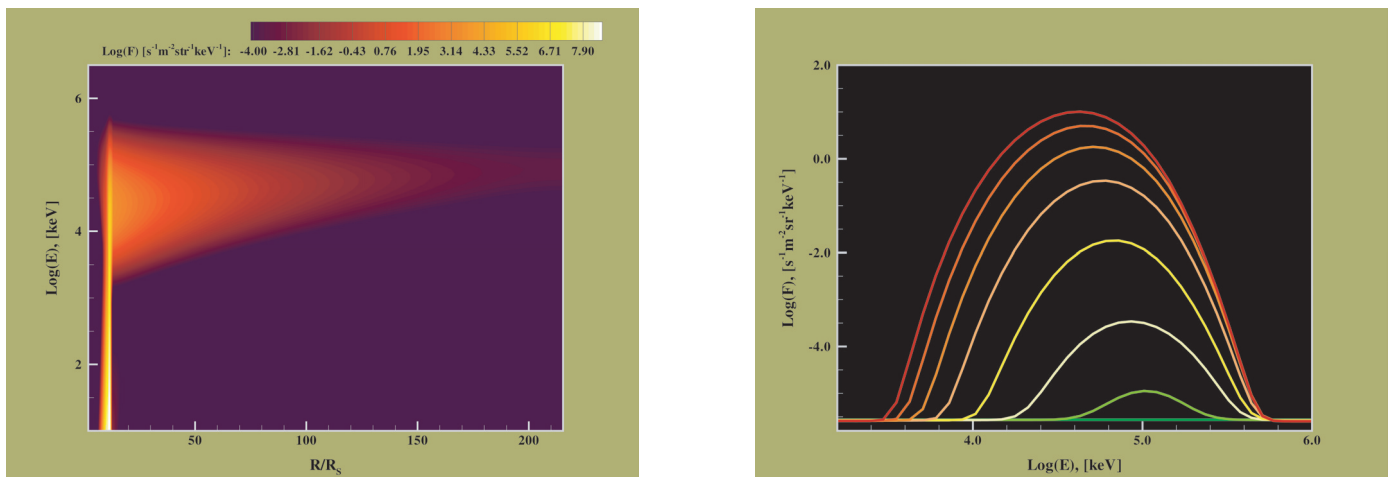 Log(F) [s⁻¹m⁻²str⁻¹keV⁻¹]: -4.00 -2.81 -1.62 -0.43 0.76 1.95 3.14 4.33 5.52 6.71 7.90
6
4
2
Log(E), [keV]
50 100 150 200
R/R_S
2.0
0.0
-2.0
-4.0
Log(F), [s⁻¹m⁻²sr⁻¹keV⁻¹]
4.0 5.0 6.0
Log(E), [keV]